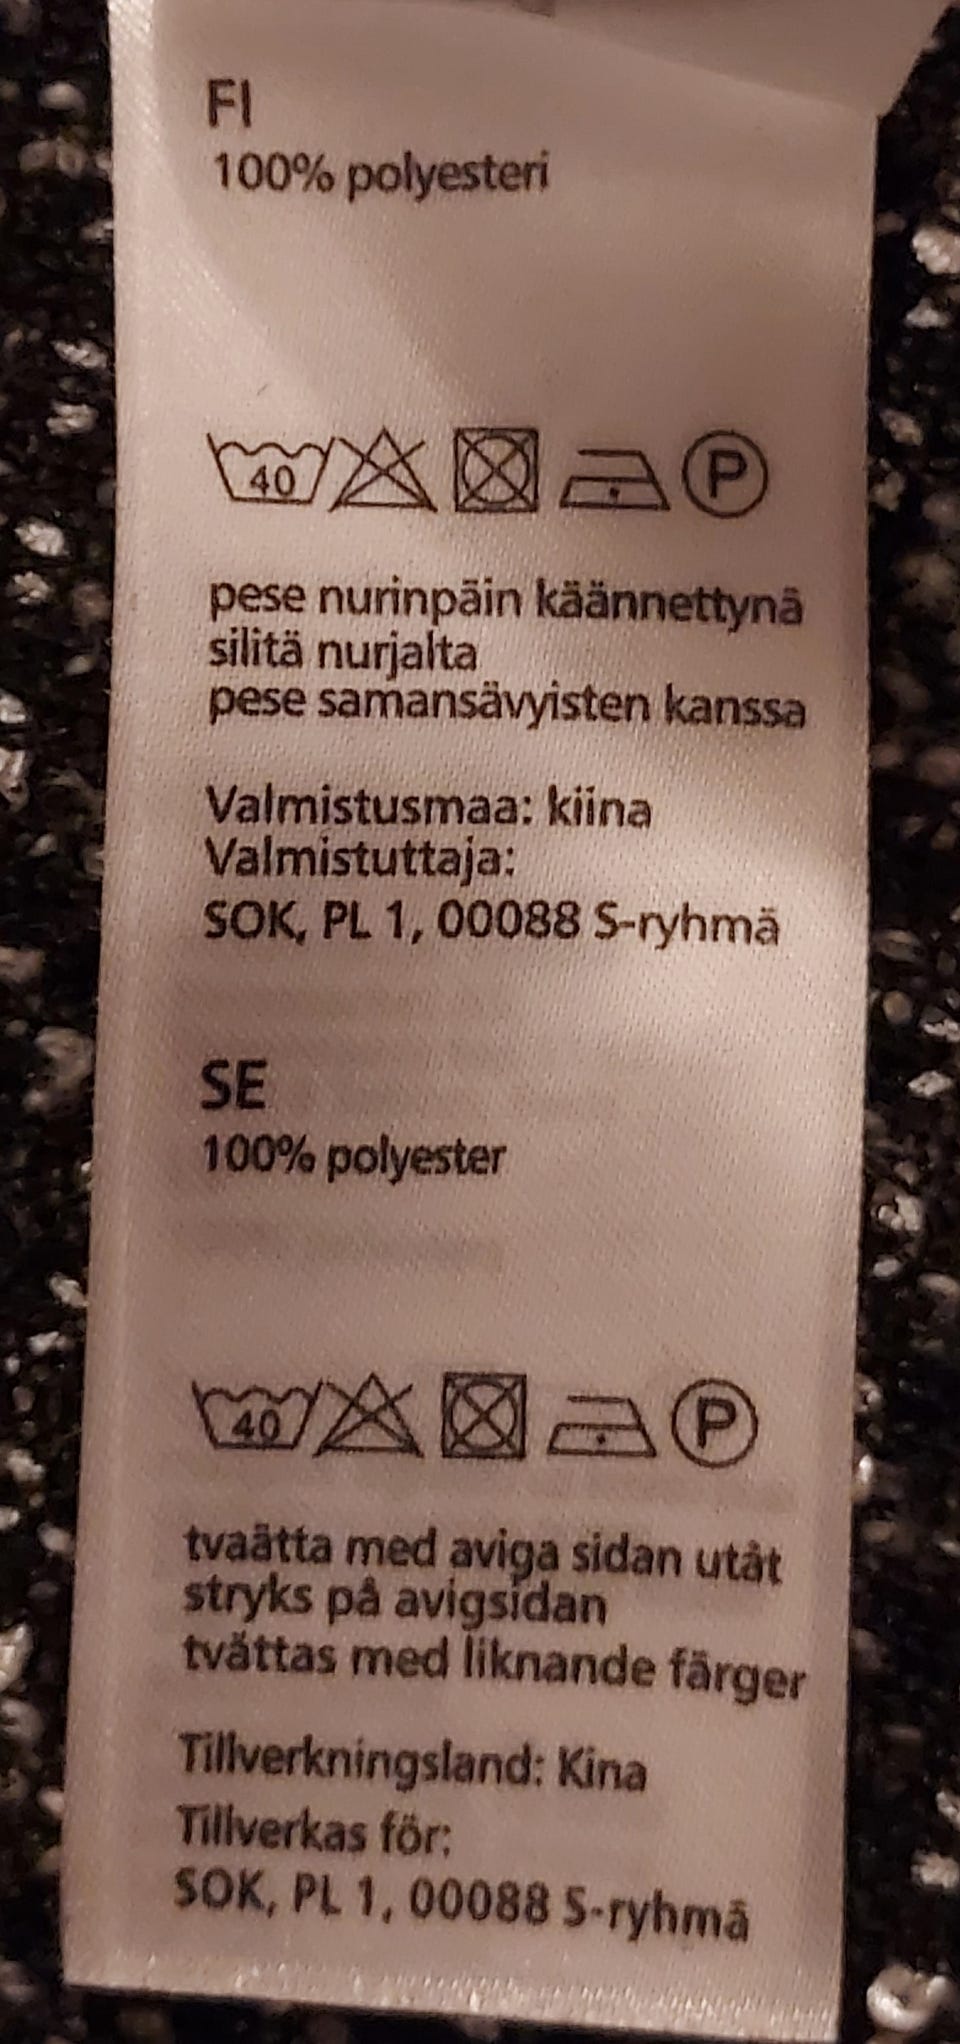 FI
100% polyesteri
40 P
pese nurinpäin käännettynä
silitä nurjalta
pese samansävyisten kanssa
Valmistusmaa: kiina
Valmistuttaja:
SOK, PL 1, 00088 S-ryhmä
SE
100% polyester
40 P
tvaätta med aviga sidan utåt
stryks på avigsidan
tvättas med liknande färger
Tillverkningsland: Kina
Tillverkas för:
SOK, PL 1, 00088 S-ryhmä